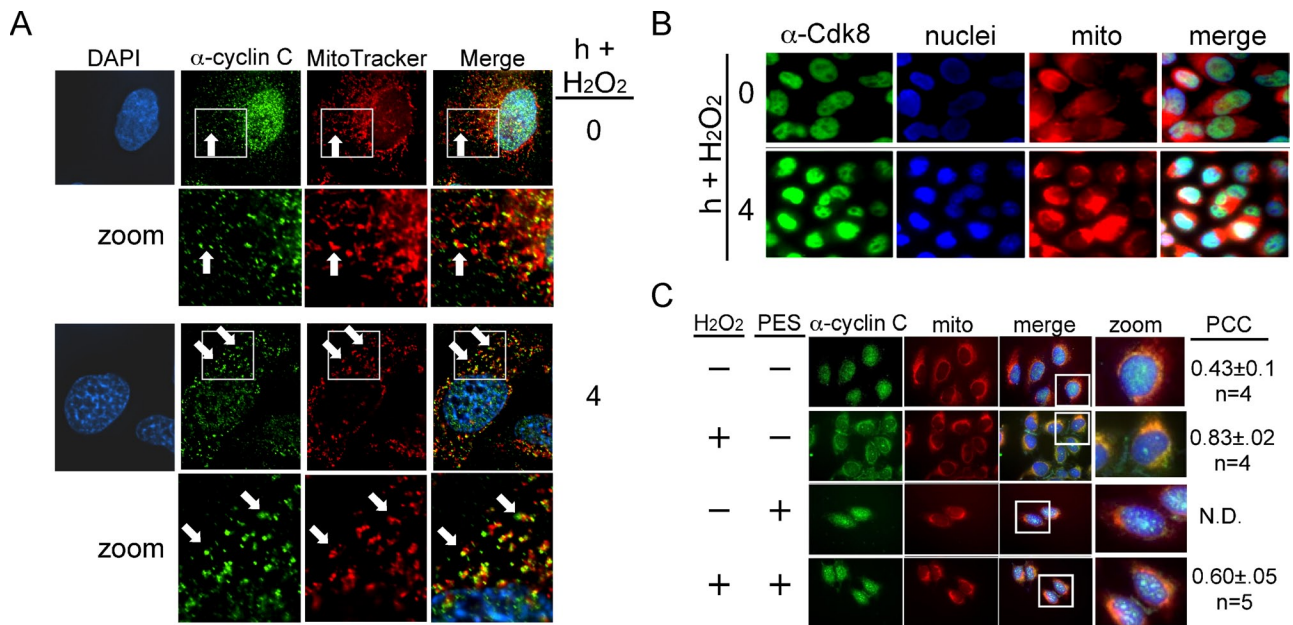 A
DAPI α-cyclin C MitoTracker Merge h + H₂O₂
0
zoom
4
zoom
B
α-Cdk8 nuclei mito merge
h + H₂O₂
0
4
C
H₂O₂ PES α-cyclin C mito merge zoom PCC
− − 0.43±0.1
n=4
+ − 0.83±.02
n=4
− + N.D.
+ + 0.60±.05
n=5